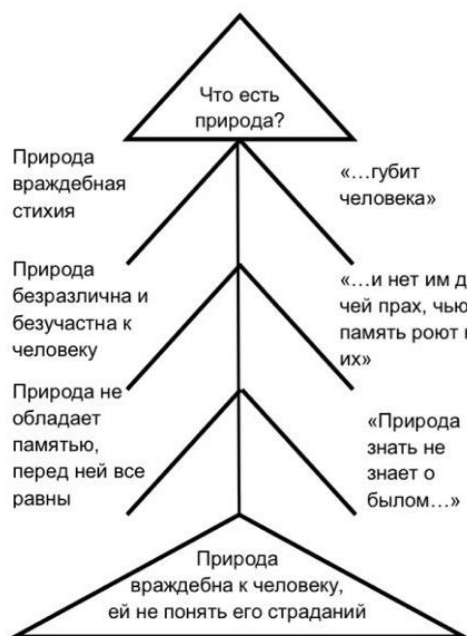 Что есть
природа?
Природа
враждебная
стихия
«…губит
человека»
Природа
безразлична и
безучастна к
человеку
«…и нет им д
чей прах, чью
память роют
их»
Природа не
обладает
памятью,
перед ней все
равны
«Природа
знать не
знает о
былом…»
Природа
враждебна к человеку,
ей не понять его страданий